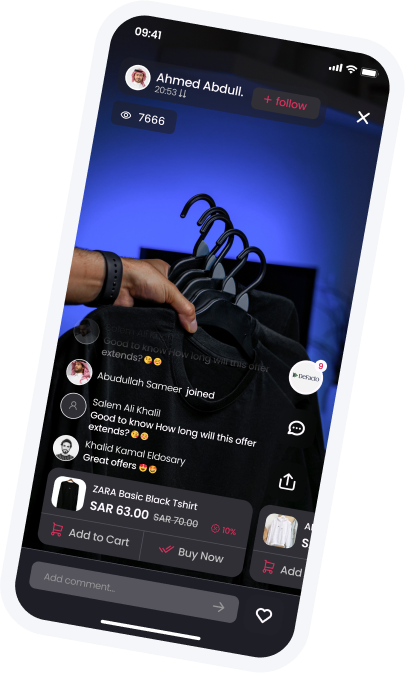 09:41
Ahmed Abdull.
20:53
+ follow
7666
Good to know How long will this offer
extends?😘😍
9
DeFacto
Abudullah Sameer joined
Salem Ali Khalil
Good to know How long will this offer
extends?😘😍
Khalid Kamal Eldosary
Great offers 😍😍
ZARA Basic Black Tshirt
SAR 63.00 SAR 70.00 10%
Add to Cart
Buy Now
Add
Add comment...